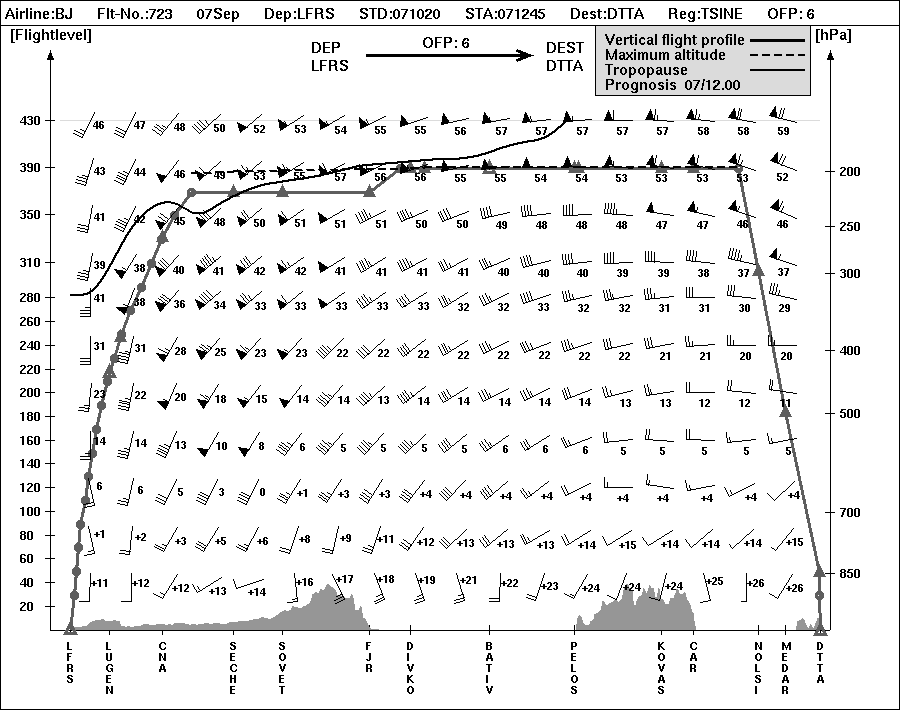 Airline:BJ Flt-No.:723 07Sep Dep:LFRS STD:071020 STA:071245 Dest:DTTA Reg:TSINE OFP: 6
[Flightlevel] [hPa]
DEP OFP: 6 DEST
LFRS DTTA
Vertical flight profile
Maximum altitude
Tropopause
Prognosis 07/12.00
430 46 47 48 50 52 53 54 55 55 56 57 57 57 57 57 58 58 59
390 43 44 46 49 53 55 57 55 56 55 55 54 54 53 53 53 53 52 200
350 41 42 45 48 50 51 51 50 50 49 48 48 48 47 47 46 46 250
310 39 38 40 41 42 42 41 41 41 41 40 40 40 39 39 38 37 37 300
280 41 38 36 34 33 33 33 33 33 32 32 33 32 32 31 31 30 29
260
240 31 31 28 25 23 23 22 22 22 22 22 22 22 22 21 21 20 20 400
220
200 23 22 20 18 15 14 14 13 14 14 14 14 14 13 13 12 12 11
180 500
160 14 14 13 10 8 6 5 5 5 5 6 6 6 5 5 5 5 5
140
120 6 6 5 3 0 +1 +3 +3 +4 +4 +4 +4 +4 +4 +4 +4 +4 +4
100 700
80 +1 +2 +3 +5 +6 +8 +9 +11 +12 +13 +13 +13 +14 +15 +14 +14 +14 +15
60 850
40 +11 +12 +12 +13 +14 +16 +17 +18 +19 +21 +22 +23 +24 +24 +24 +25 +26 +26
20
LFRS LUGEN CNA SECHE SOVET FJR DIVKO BATIV PELOS KOVAS CAR NOLSI MEDAR DTTA